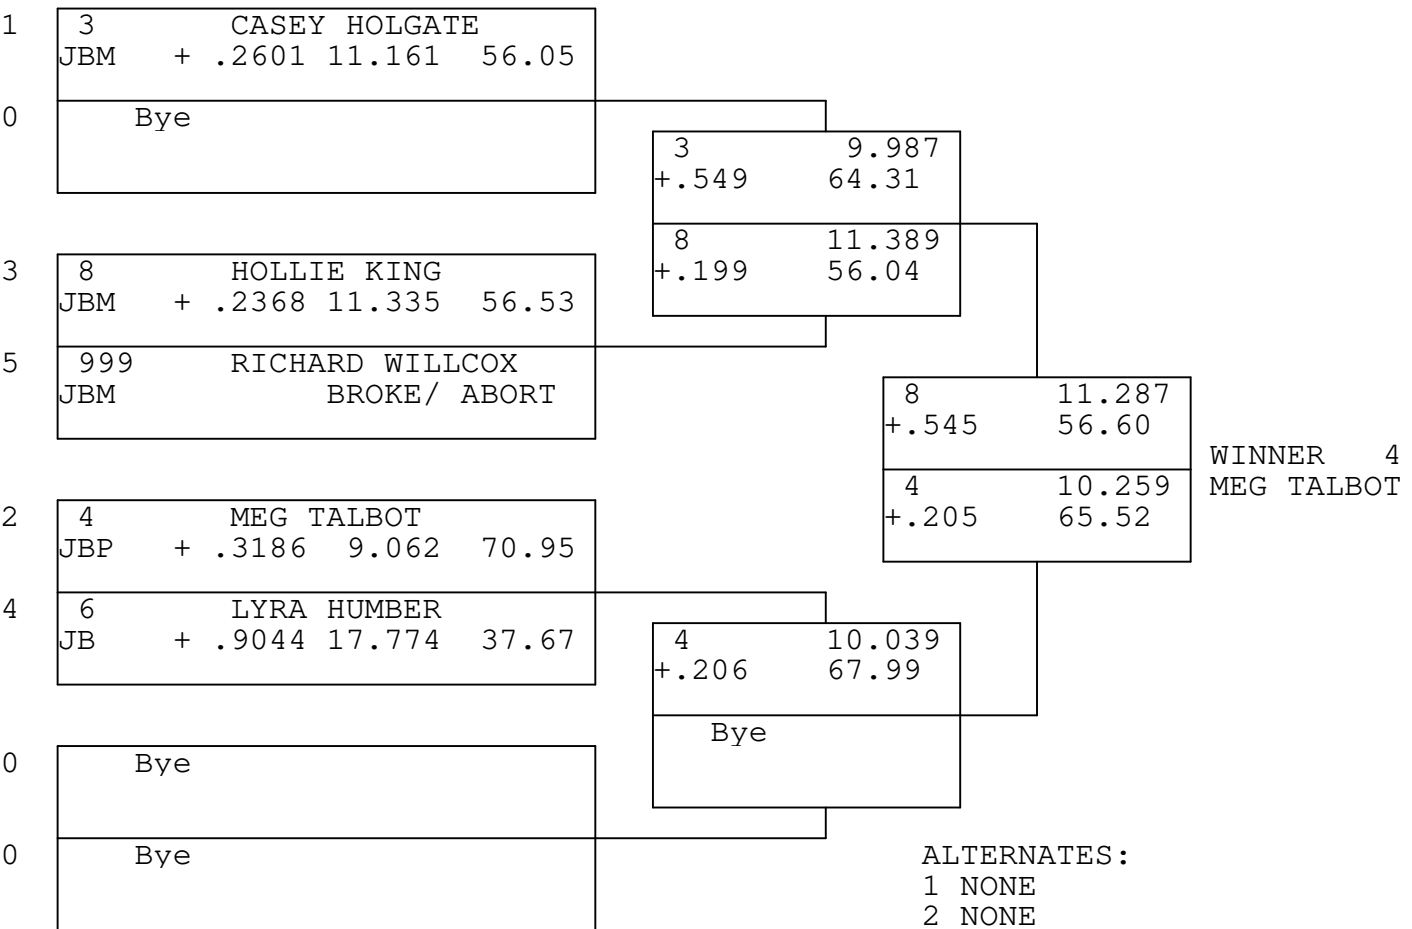 1 3 CASEY HOLGATE
JBM + .2601 11.161 56.05
0 Bye
3 9.987
+.549 64.31
8 11.389
+.199 56.04
3 8 HOLLIE KING
JBM + .2368 11.335 56.53
5 999 RICHARD WILLCOX
JBM BROKE/ ABORT
8 11.287
+.545 56.60
4 10.259
+.205 65.52
WINNER 4
MEG TALBOT
2 4 MEG TALBOT
JBP + .3186 9.062 70.95
4 6 LYRA HUMBER
JB + .9044 17.774 37.67
4 10.039
+.206 67.99
Bye
0 Bye
0 Bye
ALTERNATES:
1 NONE
2 NONE